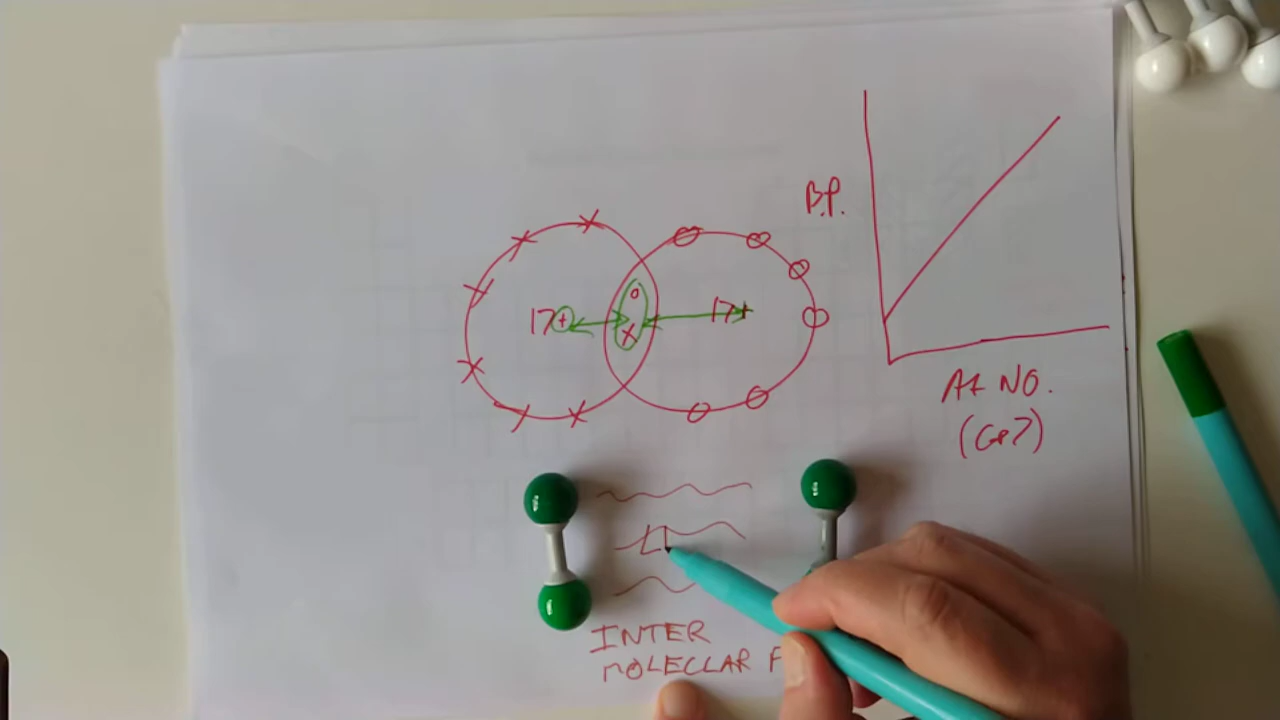 B.P.
17+
17+
At NO.
(Gp7)
INTER
MOLECLAR F